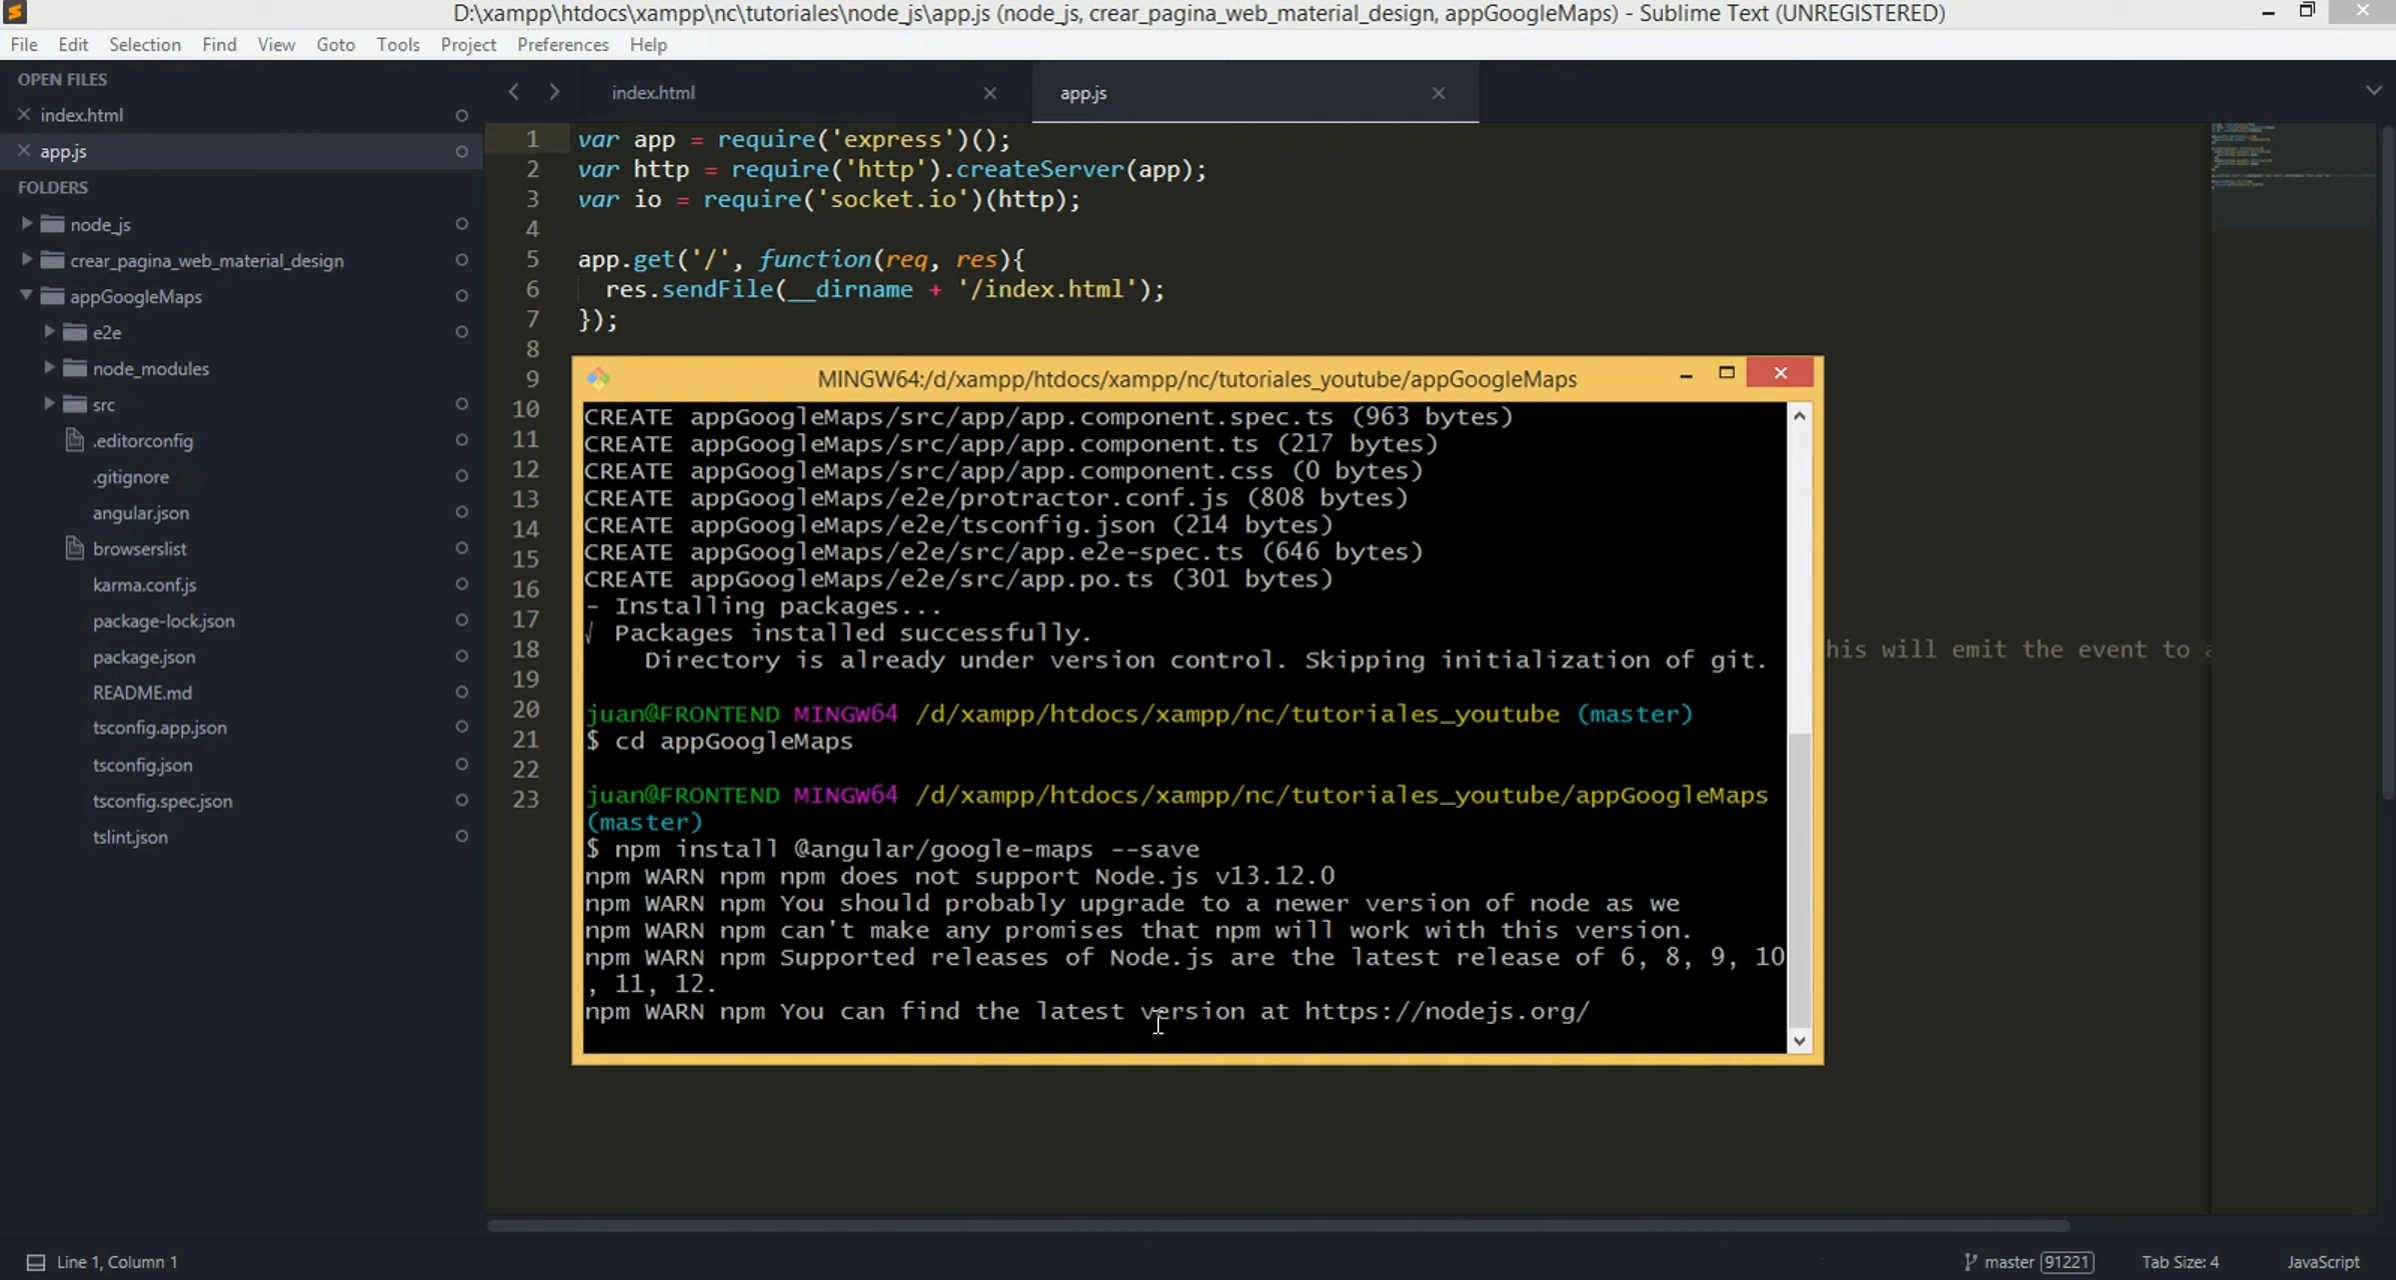 D:\xampp\htdocs\xampp\nc\tutoriales\node_js\app.js (node_js, crear_pagina_web_material_design, appGoogleMaps) - Sublime Text (UNREGISTERED)
File Edit Selection Find View Goto Tools Project Preferences Help
OPEN FILES
index.html
app.js
FOLDERS
node_js
crear_pagina_web_material_design
appGoogleMaps
e2e
node_modules
src
.editorconfig
.gitignore
angular.json
browserslist
karma.conf.js
package-lock.json
package.json
README.md
tsconfig.app.json
tsconfig.json
tsconfig.spec.json
tslint.json
index.html
app.js
1 var app = require('express')();
2 var http = require('http').createServer(app);
3 var io = require('socket.io')(http);
4
5 app.get('/', function(req, res){
6 res.sendFile(__dirname + '/index.html');
7 });
8
9
10
11
12
13
14
15
16
17
18 his will emit the event to a
19
20
21
22
23
MINGW64:/d/xampp/htdocs/xampp/nc/tutoriales_youtube/appGoogleMaps
CREATE appGoogleMaps/src/app/app.component.spec.ts (963 bytes)
CREATE appGoogleMaps/src/app/app.component.ts (217 bytes)
CREATE appGoogleMaps/src/app/app.component.css (0 bytes)
CREATE appGoogleMaps/e2e/protractor.conf.js (808 bytes)
CREATE appGoogleMaps/e2e/tsconfig.json (214 bytes)
CREATE appGoogleMaps/e2e/src/app.e2e-spec.ts (646 bytes)
CREATE appGoogleMaps/e2e/src/app.po.ts (301 bytes)
- Installing packages...
√ Packages installed successfully.
Directory is already under version control. Skipping initialization of git.
juan@FRONTEND MINGW64 /d/xampp/htdocs/xampp/nc/tutoriales_youtube (master)
$ cd appGoogleMaps
juan@FRONTEND MINGW64 /d/xampp/htdocs/xampp/nc/tutoriales_youtube/appGoogleMaps
(master)
$ npm install @angular/google-maps --save
npm WARN npm npm does not support Node.js v13.12.0
npm WARN npm You should probably upgrade to a newer version of node as we
npm WARN npm can't make any promises that npm will work with this version.
npm WARN npm Supported releases of Node.js are the latest release of 6, 8, 9, 10
, 11, 12.
npm WARN npm You can find the latest version at https://nodejs.org/
Line 1, Column 1
master 91221
Tab Size: 4
JavaScript